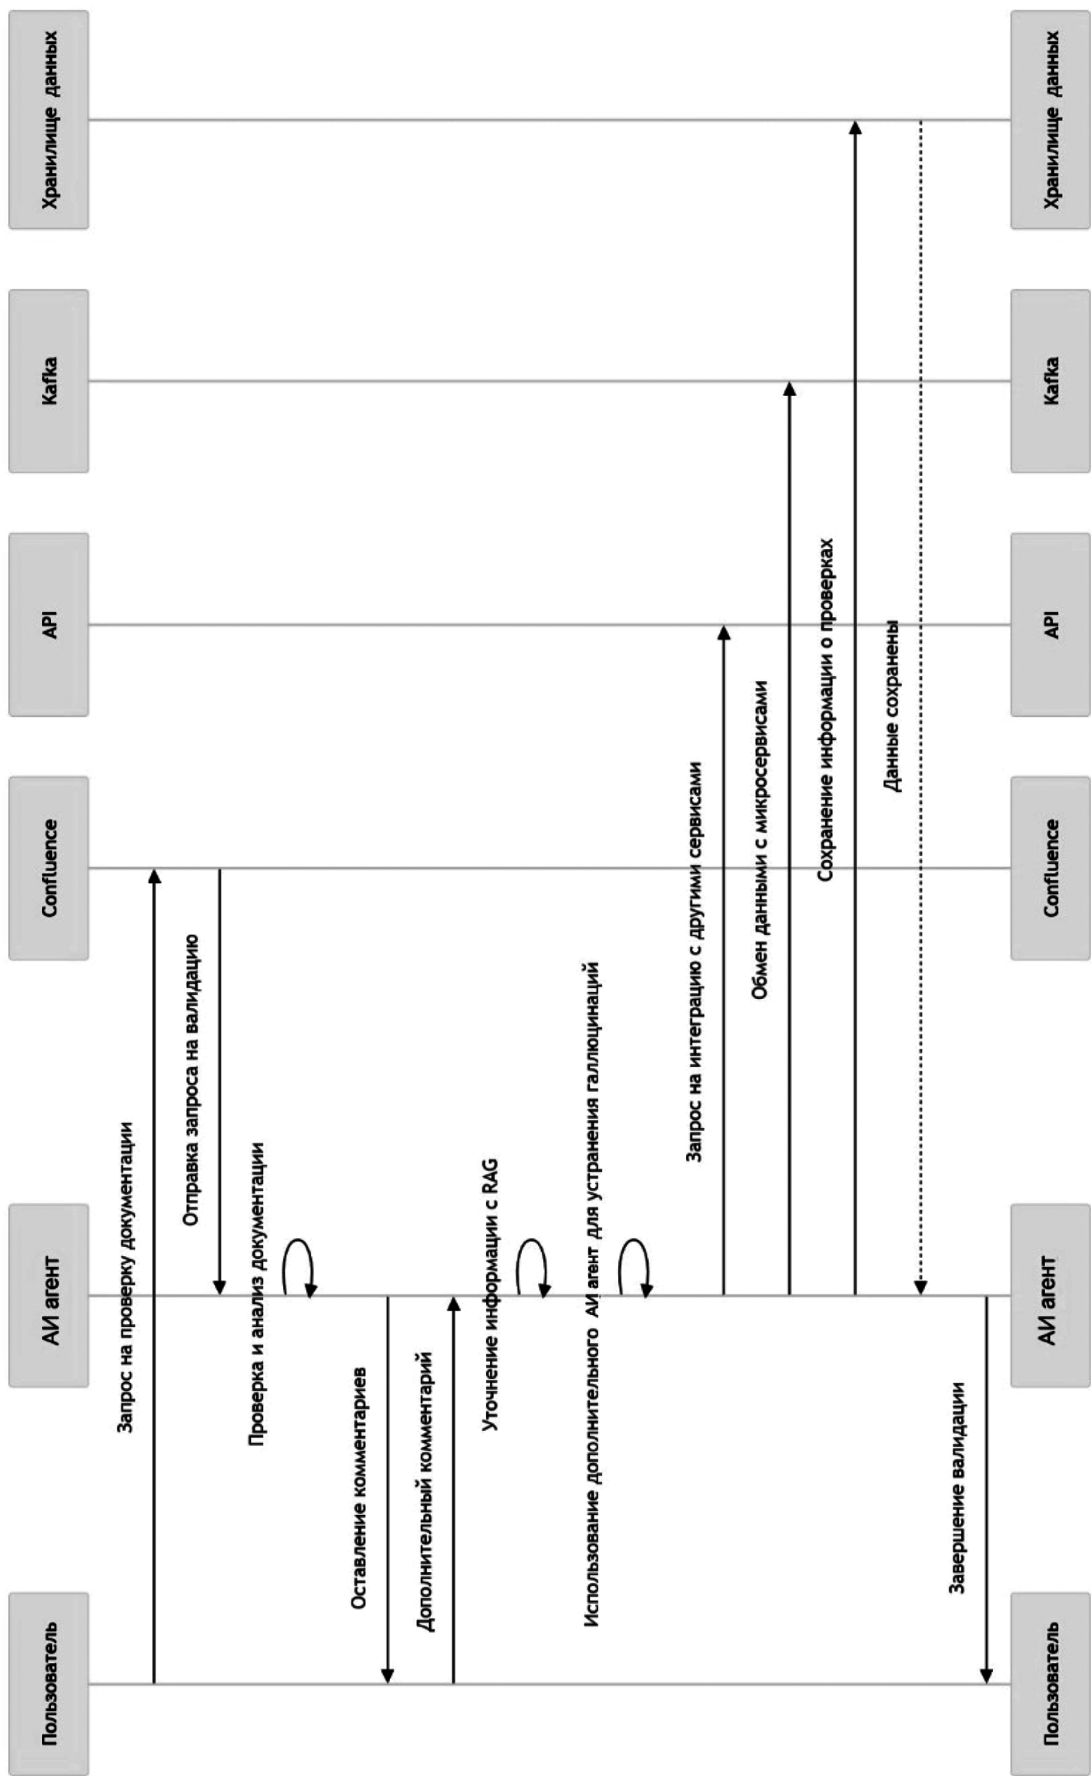 Пользователь
АИ агент
Confluence
API
Kafka
Хранилище данных
Запрос на проверку документации
Отправка запроса на валидацию
Проверка и анализ документации
Оставление комментариев
Дополнительный комментарий
Уточнение информации с RAG
Использование дополнительного АИ агент для устранения галлюцинаций
Запрос на интеграцию с другими сервисами
Обмен данными с микросервисами
Сохранение информации о проверках
Данные сохранены
Завершение валидации
Пользователь
АИ агент
Confluence
API
Kafka
Хранилище данных